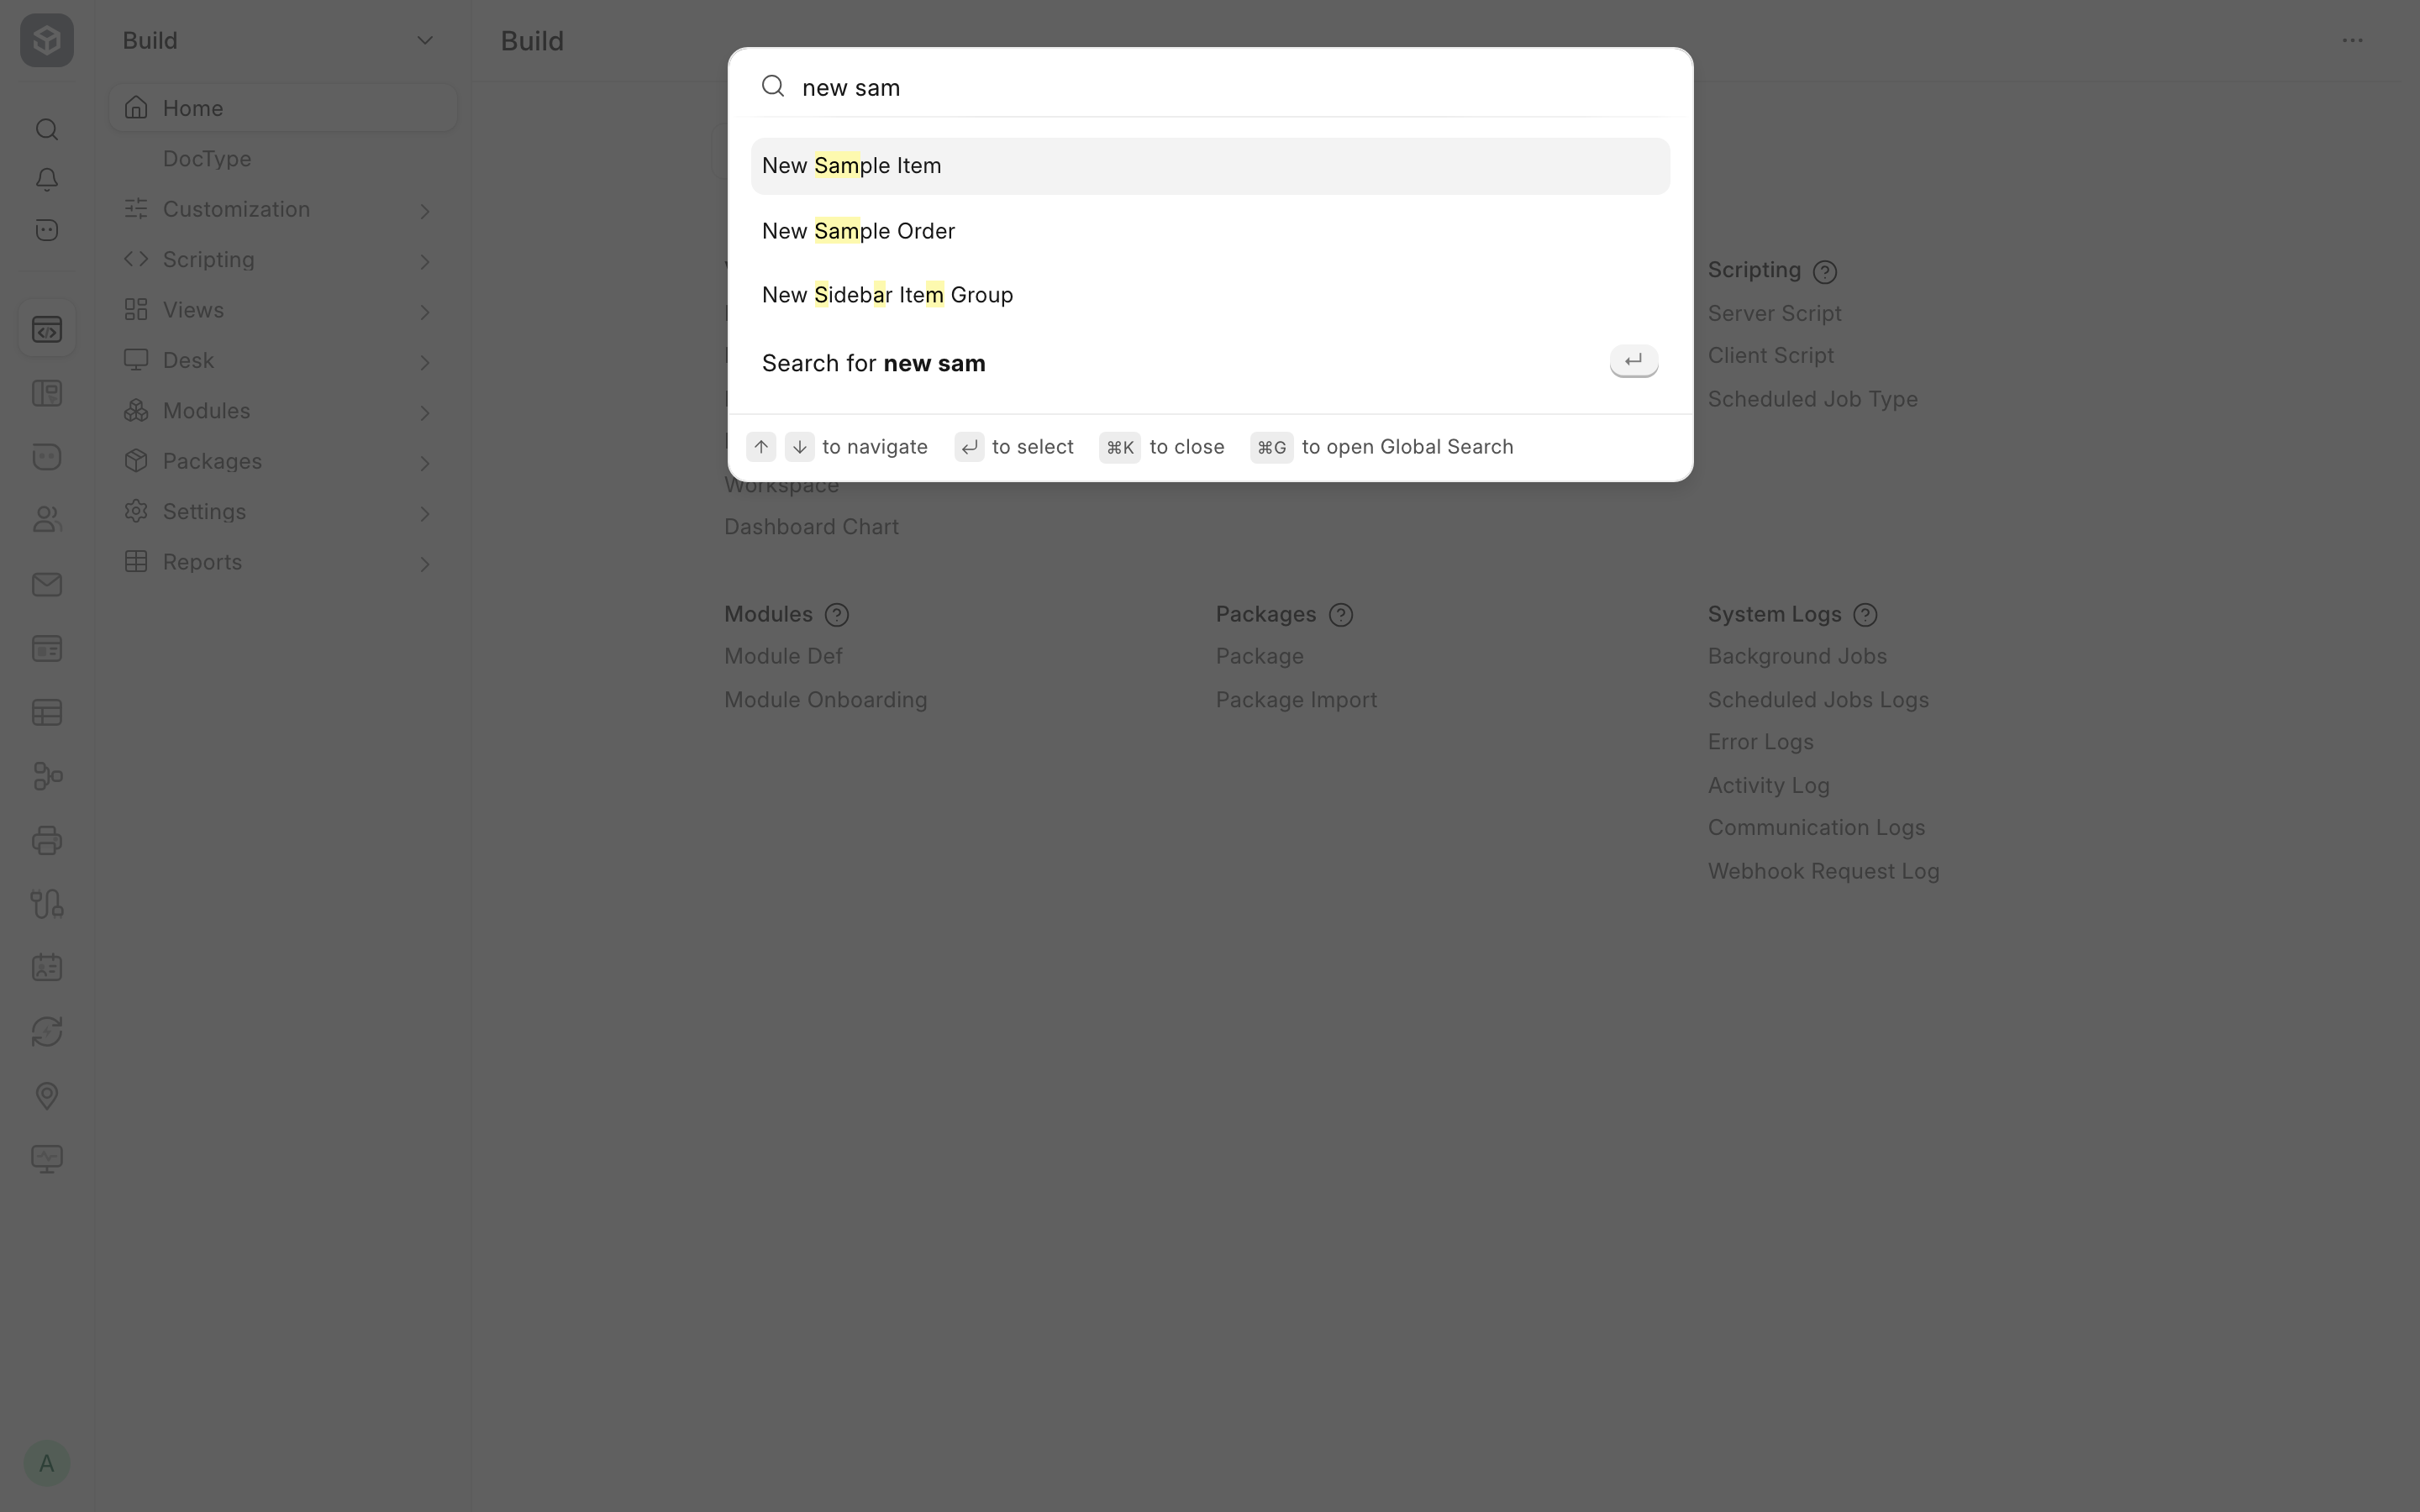 Build
Home
DocType
Customization
Scripting
Views
Desk
Modules
Packages
Settings
Reports
A
Build
new sam
New Sample Item
New Sample Order
New Sidebar Item Group
Search for new sam
to navigate
to select
⌘K to close
⌘G to open Global Search
Workspace
Dashboard Chart
Scripting
Server Script
Client Script
Scheduled Job Type
Modules
Module Def
Module Onboarding
Packages
Package
Package Import
System Logs
Background Jobs
Scheduled Jobs Logs
Error Logs
Activity Log
Communication Logs
Webhook Request Log